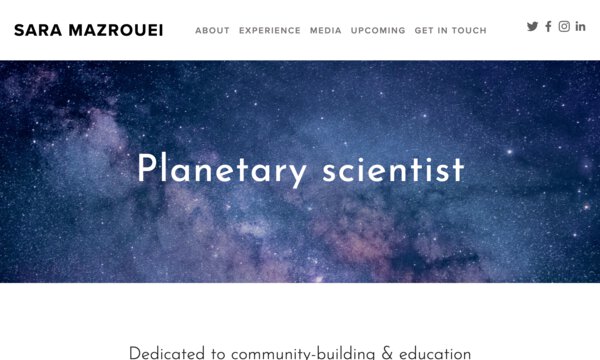 SARA MAZROUEI
ABOUT EXPERIENCE MEDIA UPCOMING GET IN TOUCH
Planetary scientist
Dedicated to community-building & education